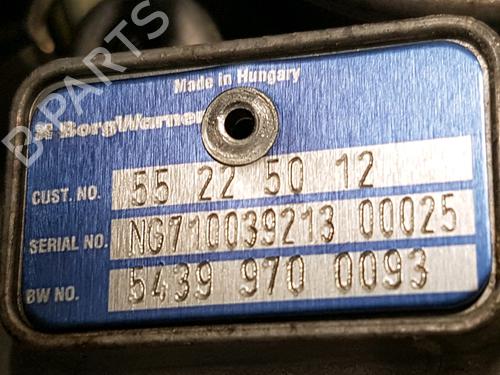 B-PARTS
Made in Hungary
BorgWarner
CUST. NO. 55 22 50 12
SERIAL NO. NG710039213 00025
BW NO. 5439 970 0093